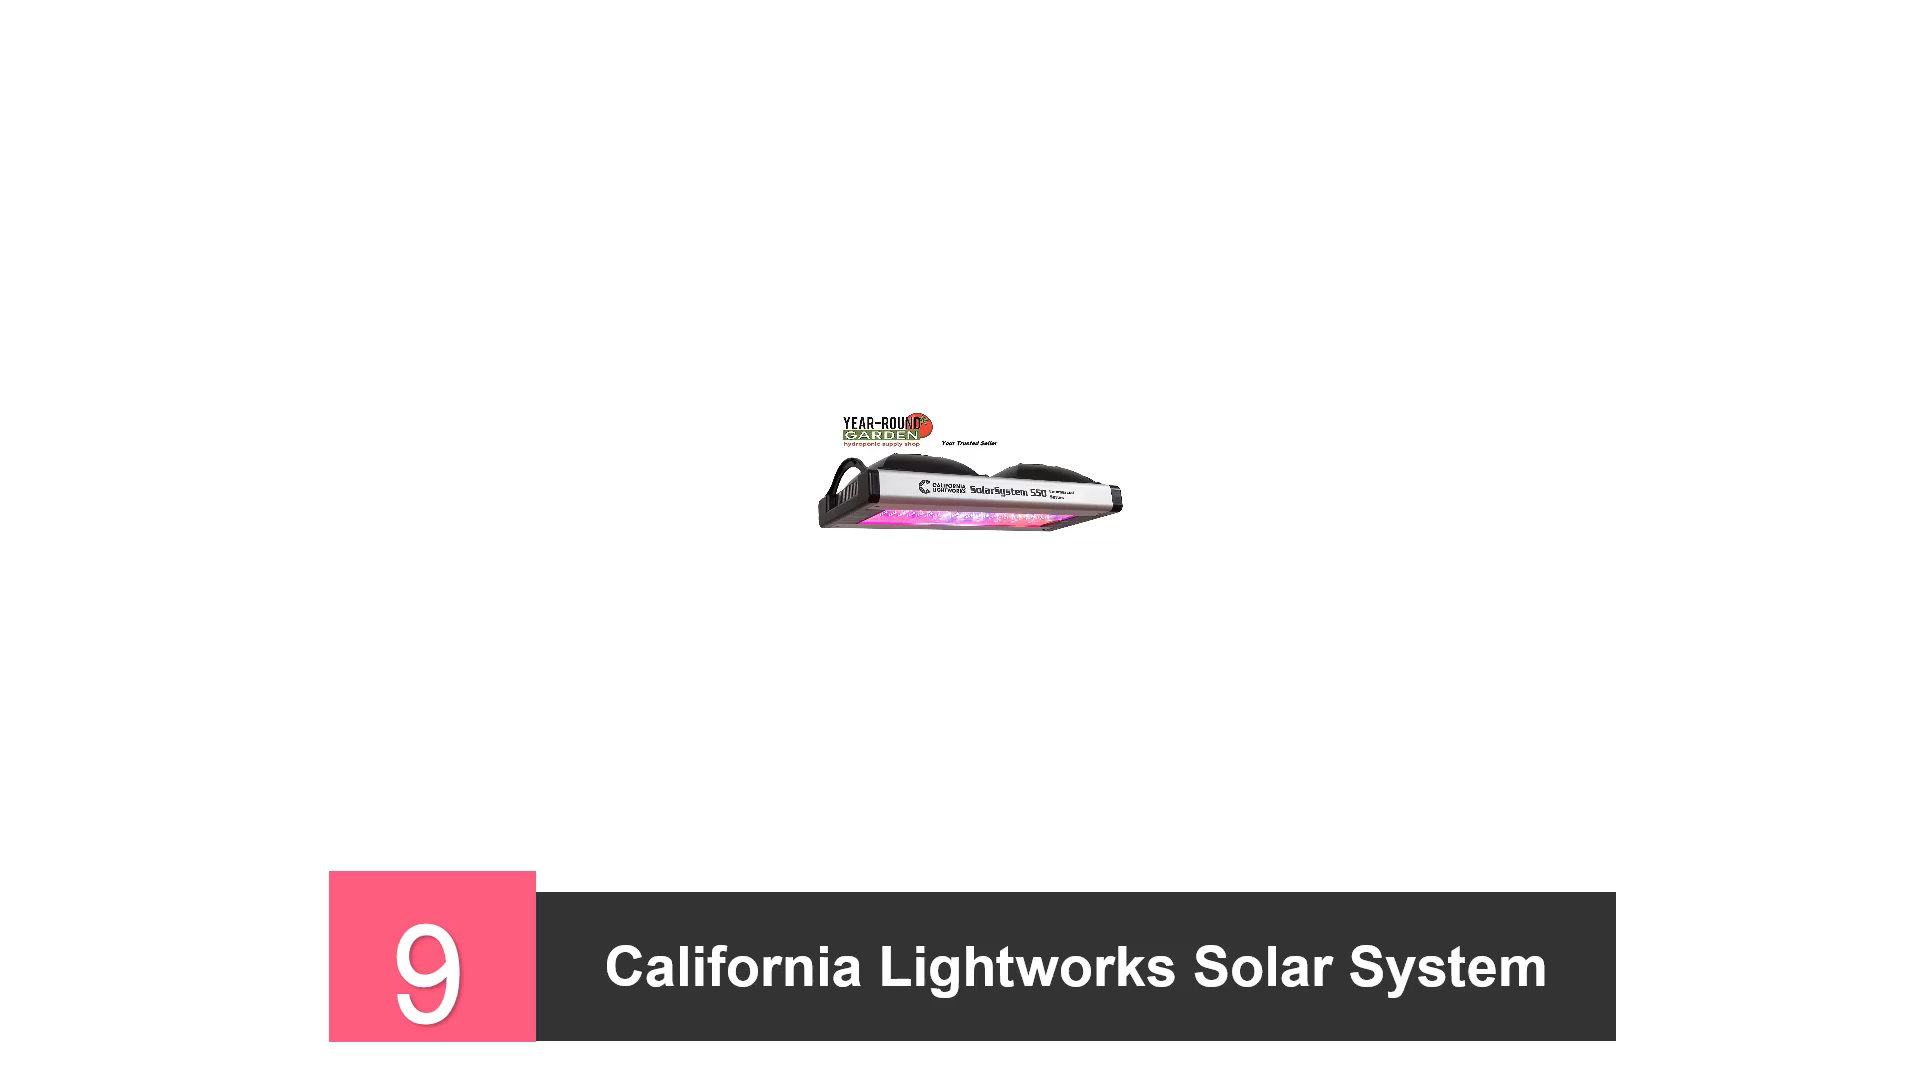 YEAR-ROUND
GARDEN
hydroponic supply shop
Your Trusted Seller
CALIFORNIA
LIGHTWORKS
SolarSystem 550
9
California Lightworks Solar System